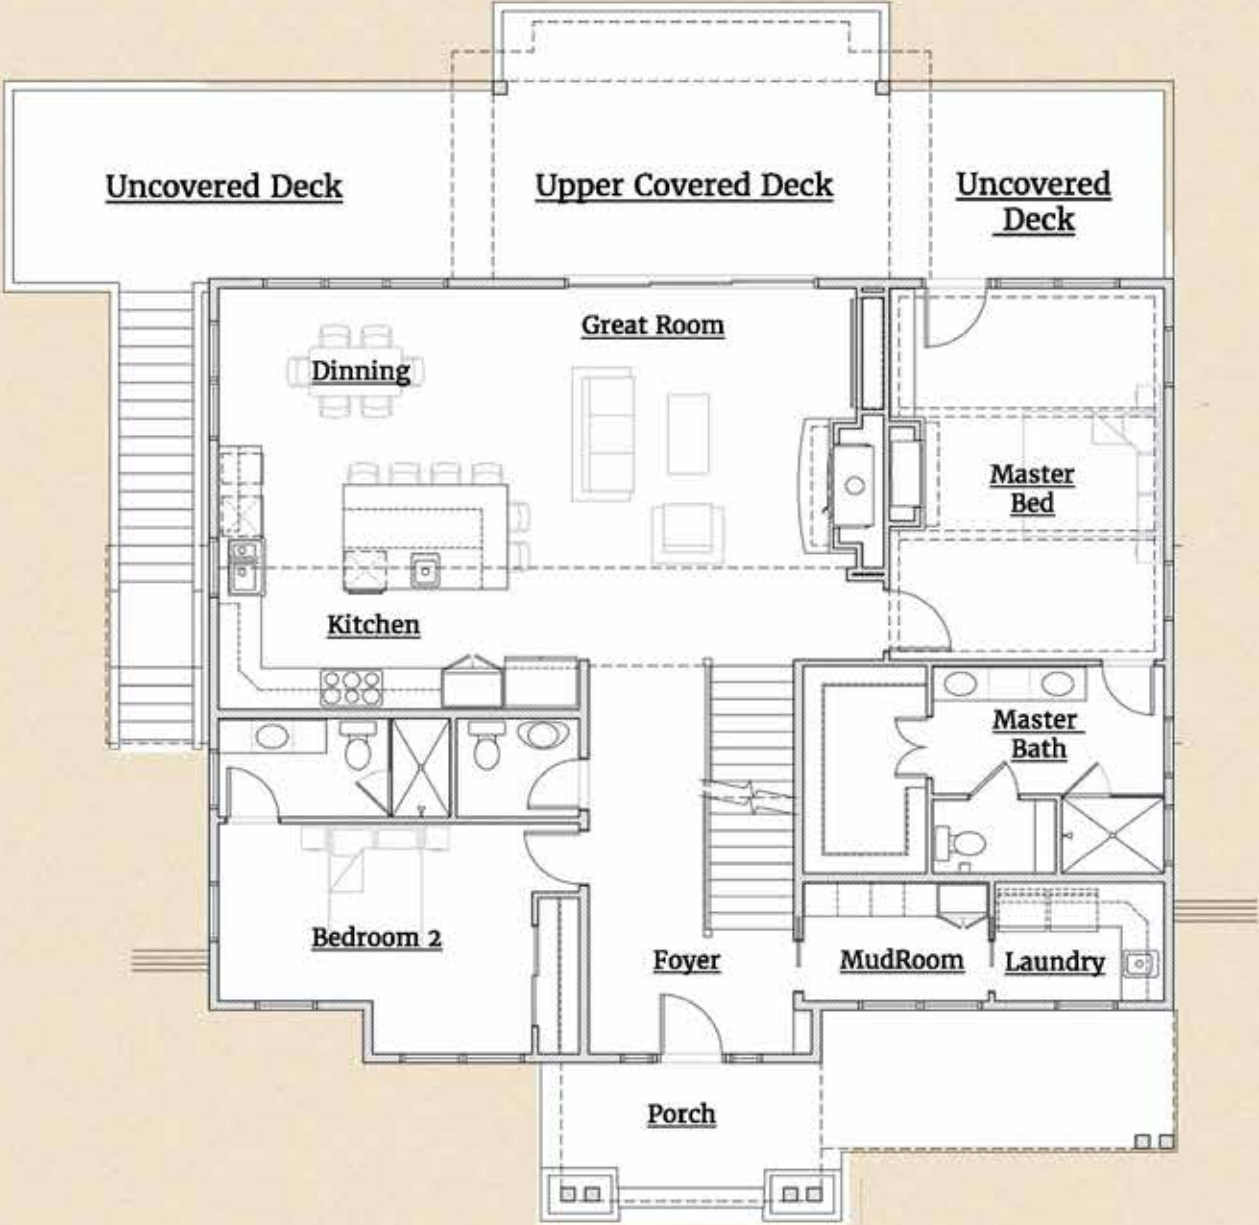 Uncovered Deck
Upper Covered Deck
Uncovered
Deck
Great Room
Dinning
Master
Bed
Kitchen
Master
Bath
Bedroom 2
Foyer
MudRoom
Laundry
Porch